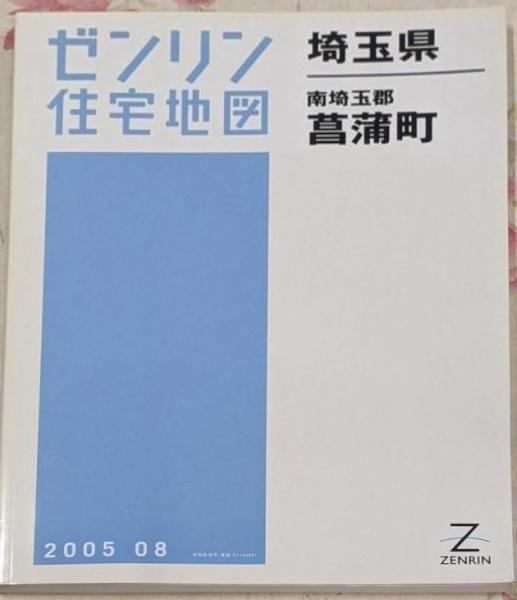 ゼンリン
住宅地図
埼玉県
南埼玉郡
菖蒲町
2005 08
ZENRIN